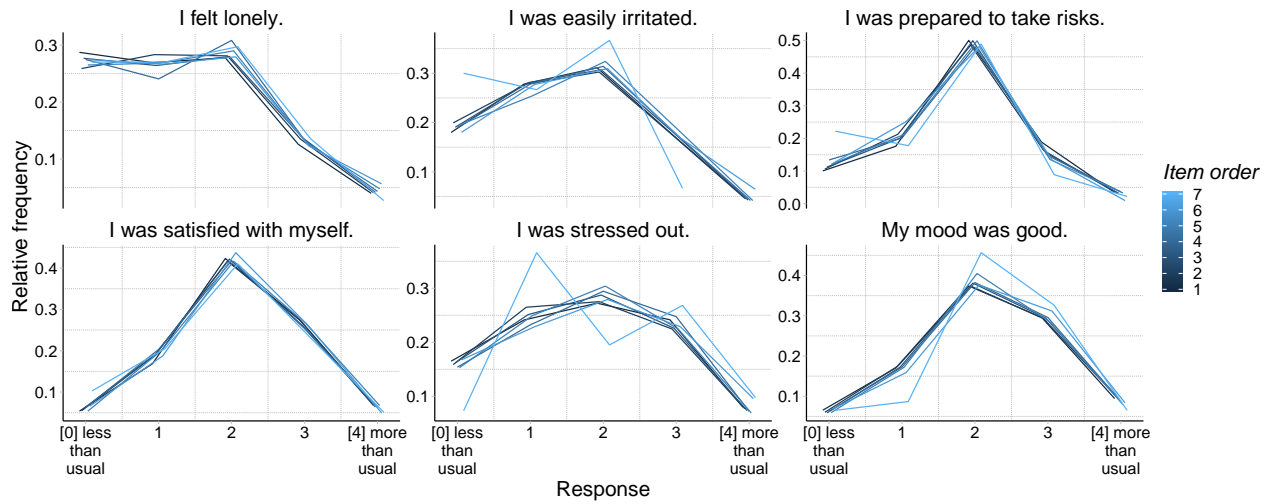 I felt lonely.
I was easily irritated.
I was prepared to take risks.
0.3
0.2
0.1
0.3
0.2
0.1
0.5
0.4
0.3
0.2
0.1
0.0
I was satisfied with myself.
I was stressed out.
My mood was good.
0.4
0.3
0.2
0.1
0.3
0.2
0.1
0.4
0.3
0.2
0.1
[0] less
than
usual
1
2
3
[4] more
than
usual
[0] less
than
usual
1
2
3
[4] more
than
usual
[0] less
than
usual
1
2
3
[4] more
than
usual
Relative frequency
Response
Item order
7
6
5
4
3
2
1